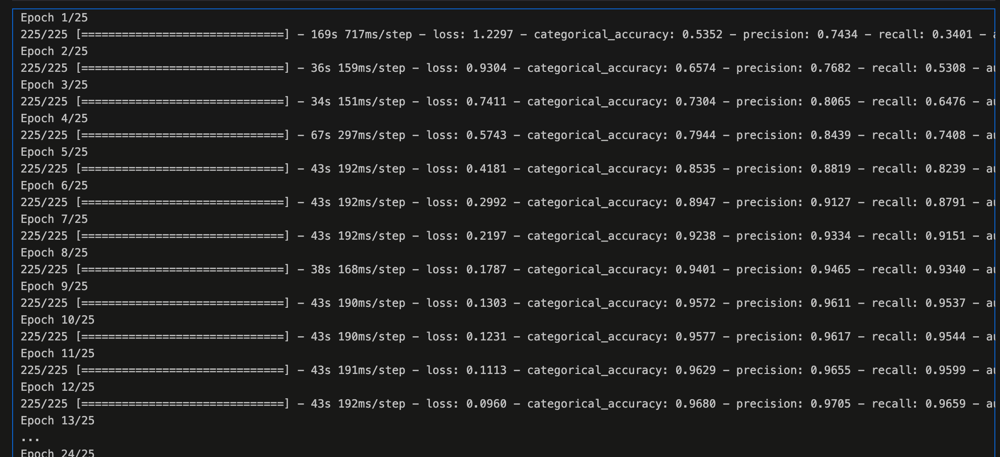 Epoch 1/25
225/225 [==============================] - 169s 717ms/step - loss: 1.2297 - categorical_accuracy: 0.5352 - precision: 0.7434 - recall: 0.3401 -
Epoch 2/25
225/225 [==============================] - 36s 159ms/step - loss: 0.9304 - categorical_accuracy: 0.6574 - precision: 0.7682 - recall: 0.5308 - au
Epoch 3/25
225/225 [==============================] - 34s 151ms/step - loss: 0.7411 - categorical_accuracy: 0.7304 - precision: 0.8065 - recall: 0.6476 - au
Epoch 4/25
225/225 [==============================] - 67s 297ms/step - loss: 0.5743 - categorical_accuracy: 0.7944 - precision: 0.8439 - recall: 0.7408 - au
Epoch 5/25
225/225 [==============================] - 43s 192ms/step - loss: 0.4181 - categorical_accuracy: 0.8535 - precision: 0.8819 - recall: 0.8239 - au
Epoch 6/25
225/225 [==============================] - 43s 192ms/step - loss: 0.2992 - categorical_accuracy: 0.8947 - precision: 0.9127 - recall: 0.8791 - au
Epoch 7/25
225/225 [==============================] - 43s 192ms/step - loss: 0.2197 - categorical_accuracy: 0.9238 - precision: 0.9334 - recall: 0.9151 - au
Epoch 8/25
225/225 [==============================] - 38s 168ms/step - loss: 0.1787 - categorical_accuracy: 0.9401 - precision: 0.9465 - recall: 0.9340 - au
Epoch 9/25
225/225 [==============================] - 43s 190ms/step - loss: 0.1303 - categorical_accuracy: 0.9572 - precision: 0.9611 - recall: 0.9537 - au
Epoch 10/25
225/225 [==============================] - 43s 190ms/step - loss: 0.1231 - categorical_accuracy: 0.9577 - precision: 0.9617 - recall: 0.9544 - au
Epoch 11/25
225/225 [==============================] - 43s 191ms/step - loss: 0.1113 - categorical_accuracy: 0.9629 - precision: 0.9655 - recall: 0.9599 - au
Epoch 12/25
225/225 [==============================] - 43s 192ms/step - loss: 0.0960 - categorical_accuracy: 0.9680 - precision: 0.9705 - recall: 0.9659 - au
Epoch 13/25
...
Epoch 24/25